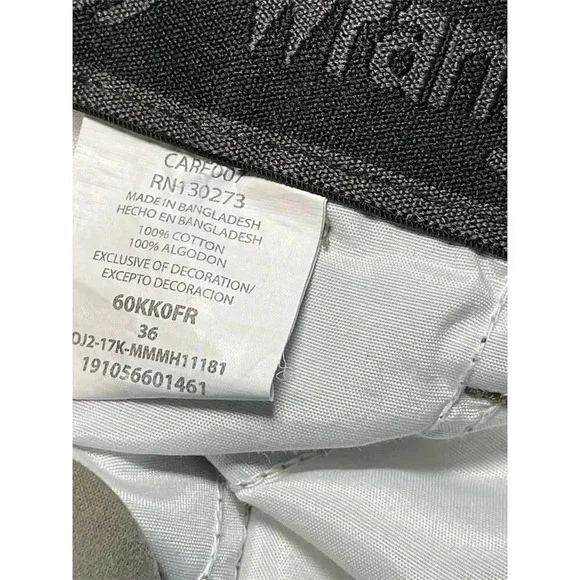 Wran
CARE007
RN130273
MADE IN BANGLADESH
HECHO EN BANGLADESH
100% COTTON
100% ALGODON
EXCLUSIVE OF DECORATION/
EXCEPTO DECORACION
60KK0FR
36
OJ2-17K-MMMH11181
191056601461